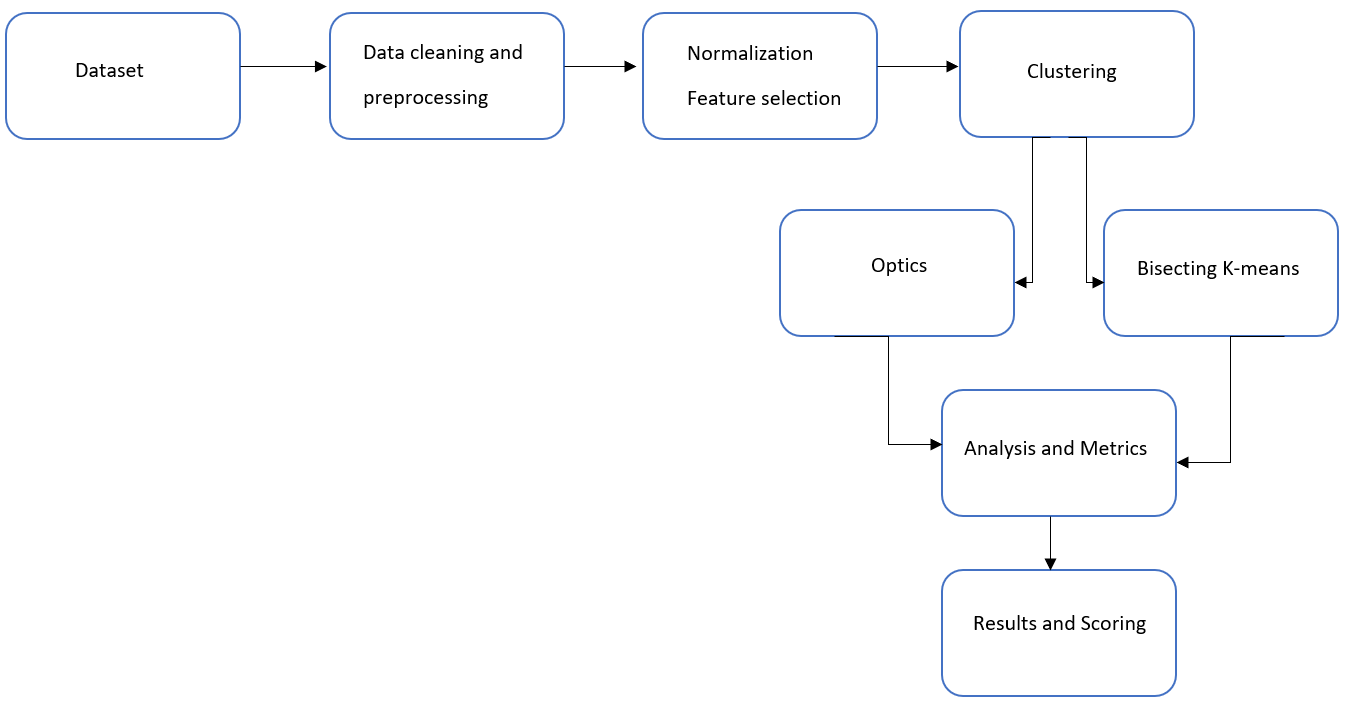 Dataset
Data cleaning and
preprocessing
Normalization
Feature selection
Clustering
Optics
Bisecting K-means
Analysis and Metrics
Results and Scoring